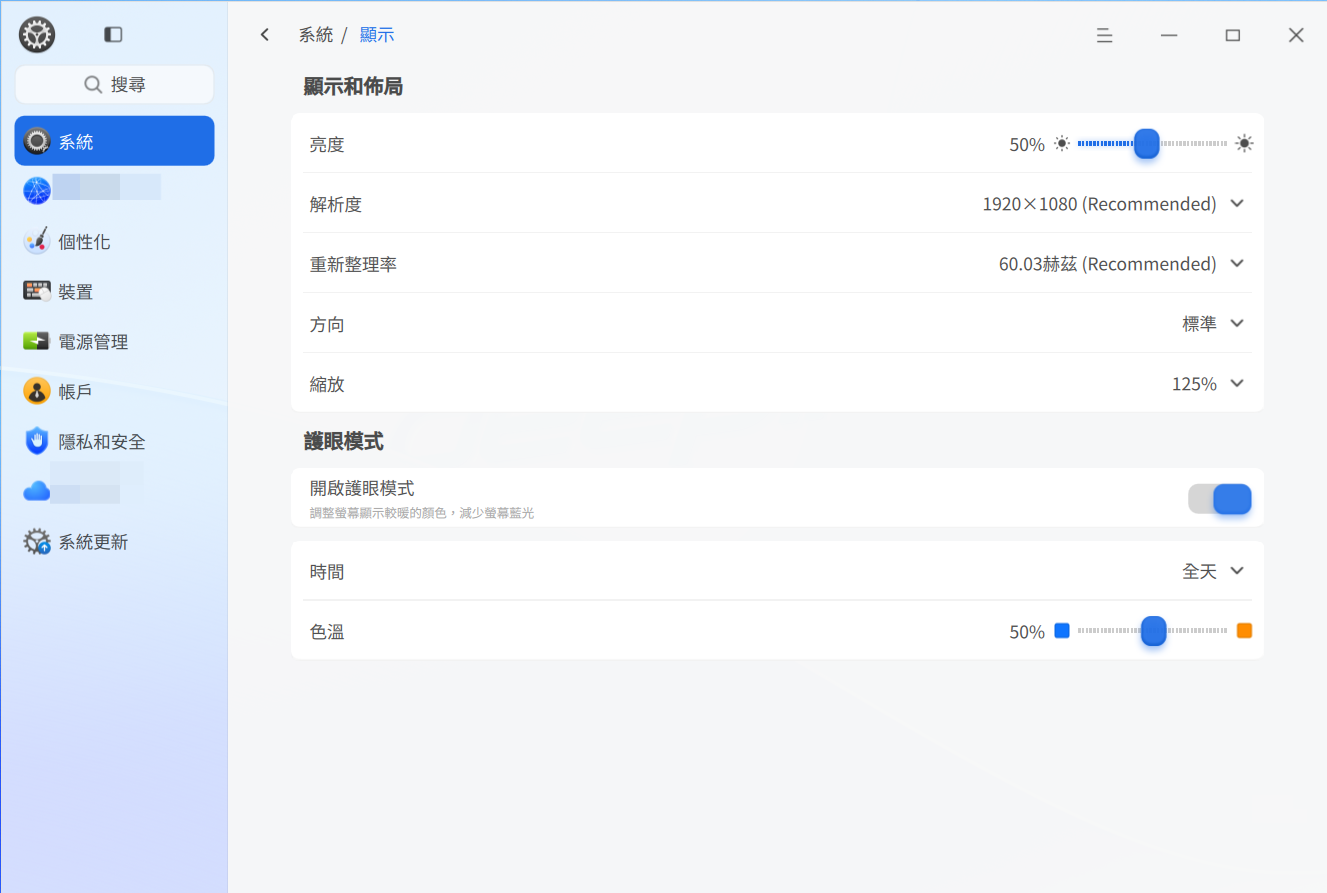 系統 / 顯示
搜尋
系統
個性化
裝置
電源管理
帳戶
隱私和安全
系統更新
顯示和佈局
亮度 50%
解析度 1920×1080 (Recommended)
重新整理率 60.03赫茲 (Recommended)
方向 標準
縮放 125%
護眼模式
開啟護眼模式
調整螢幕顯示較暖的顏色，減少螢幕藍光
時間 全天
色溫 50%